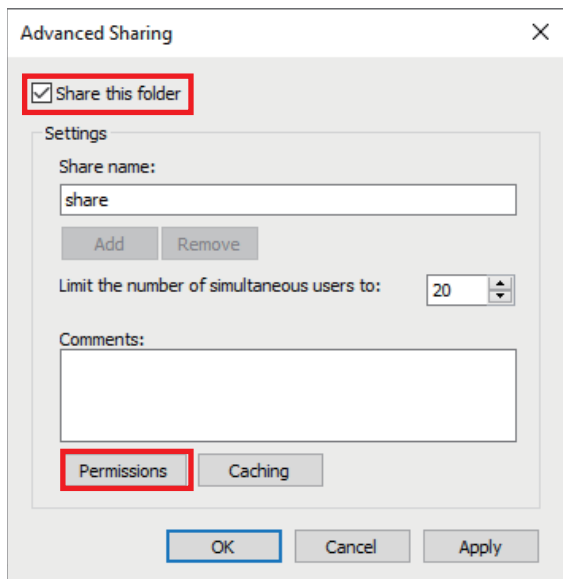 Advanced Sharing
Share this folder
Settings
Share name:
share
Add Remove
Limit the number of simultaneous users to: 20
Comments:
Permissions Caching
OK Cancel Apply